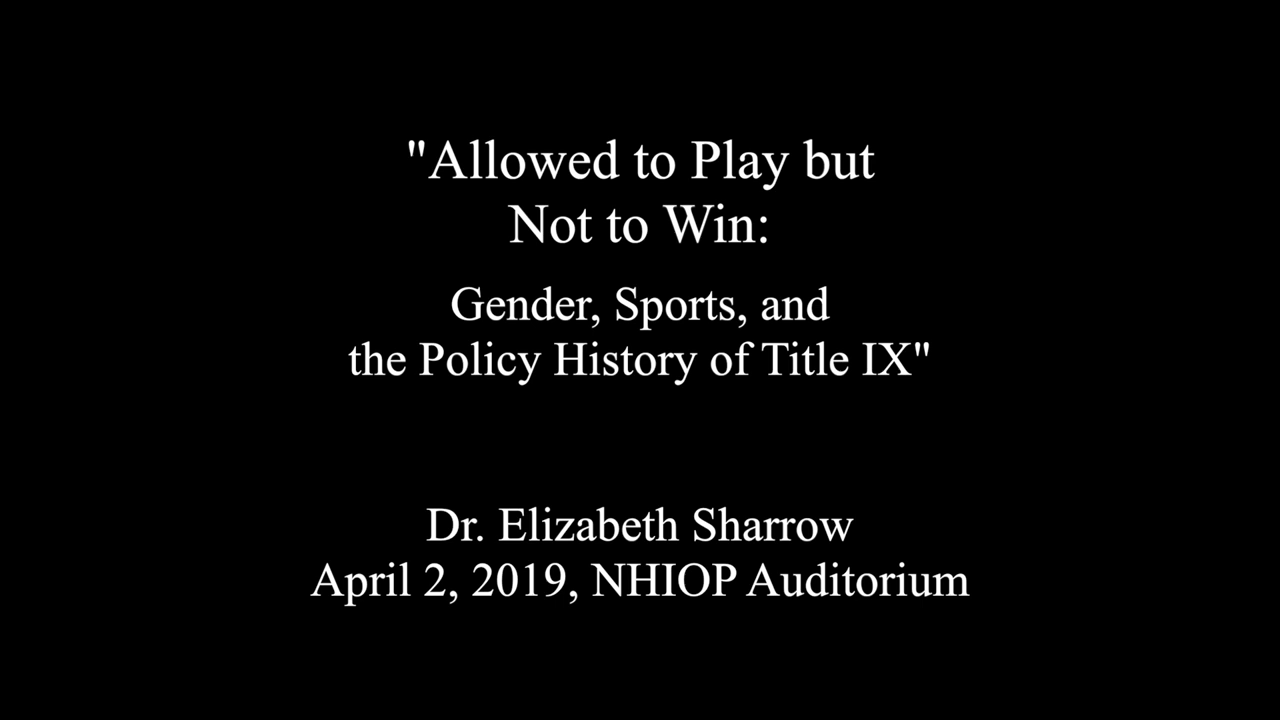 "Allowed to Play but
Not to Win:
Gender, Sports, and
the Policy History of Title IX"
Dr. Elizabeth Sharrow
April 2, 2019, NHIOP Auditorium